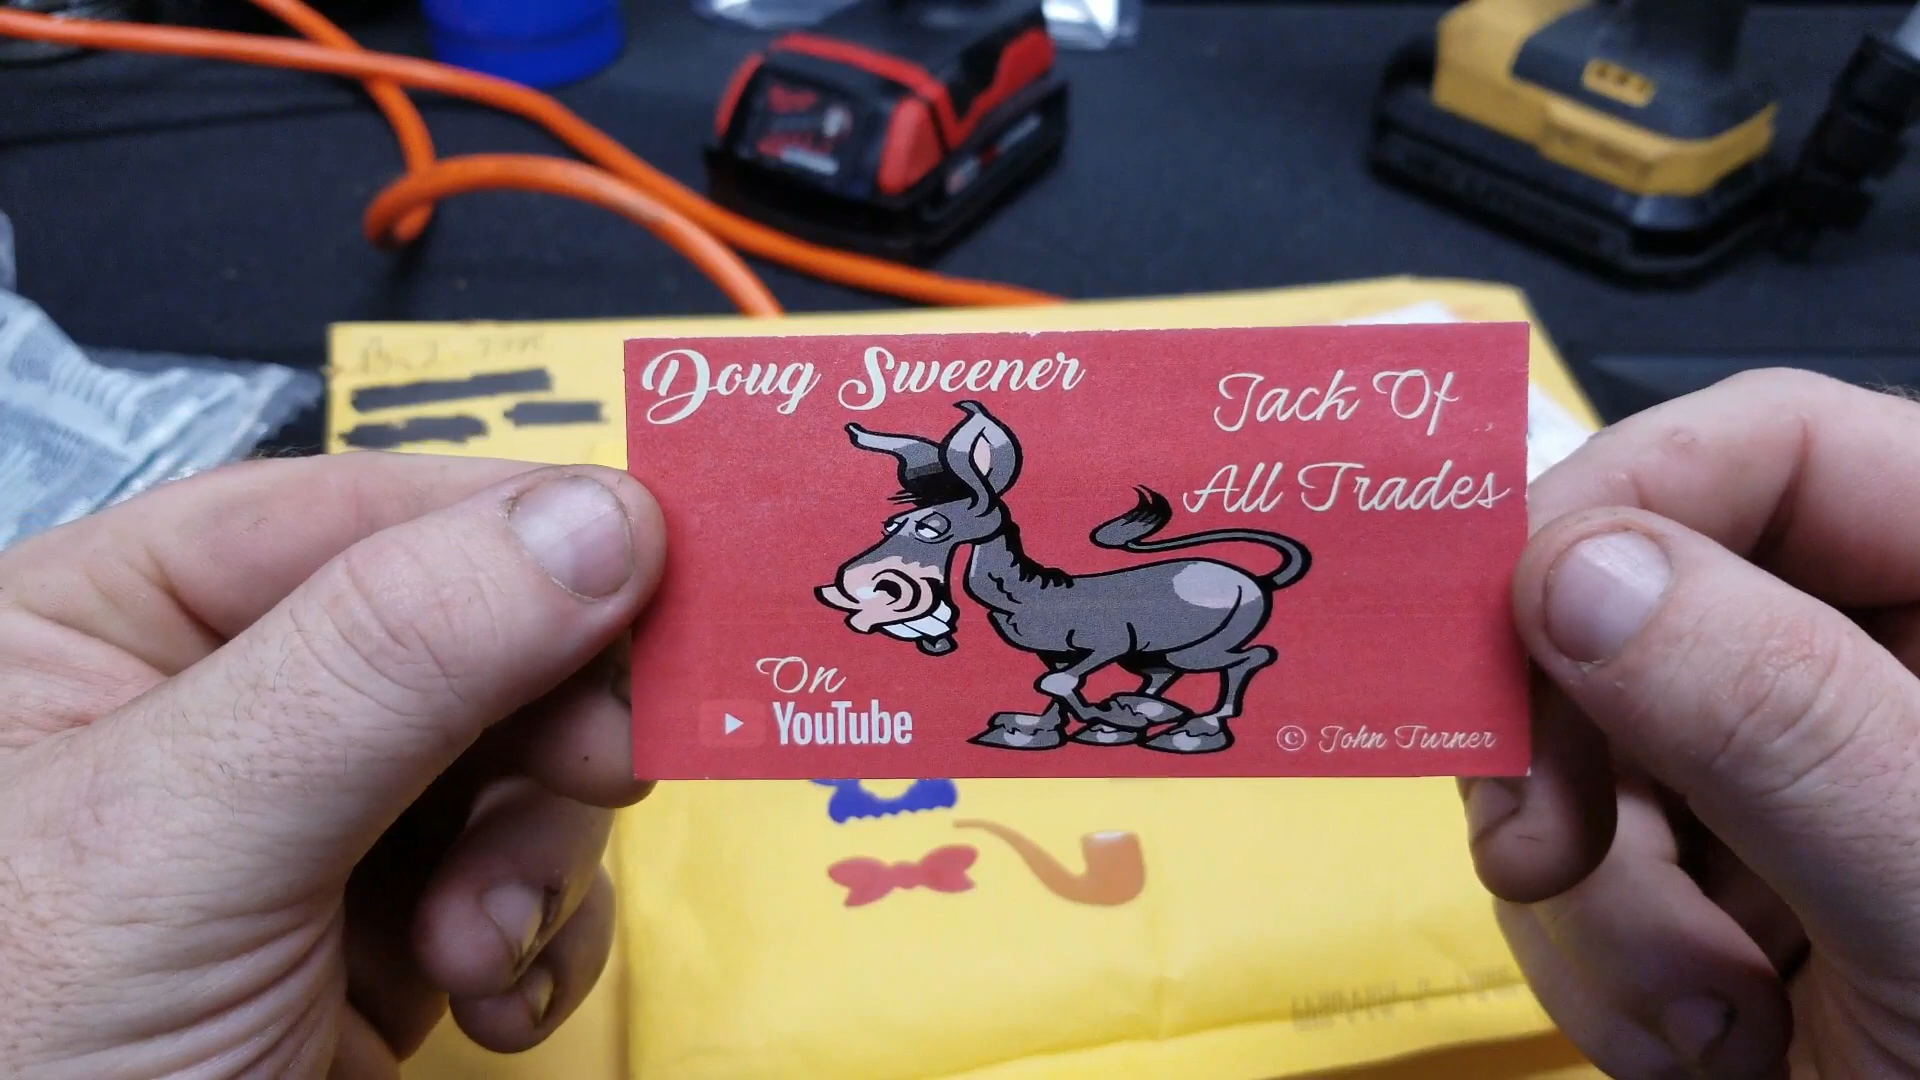 Doug Sweener
Jack Of
All Trades
On
YouTube
© John Turner